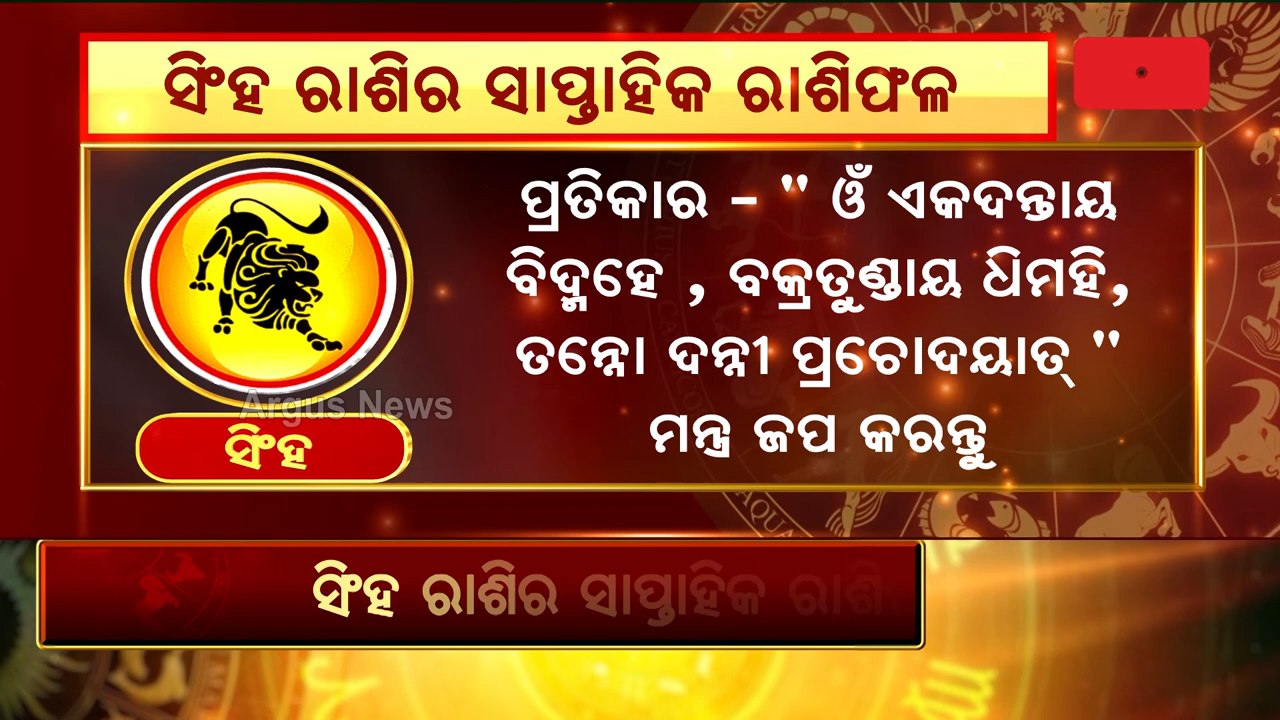 ସିଂହ ରାଶିର ସାପ୍ତାହିକ ରାଶିଫଳ
ପ୍ରତିକାର - " ଓଁ ଏକଦନ୍ତାୟ
ବିଦ୍ମହେ , ବକ୍ରତୁଣ୍ଡାୟ ଧିମହି,
ତନ୍ନୋ ଦନ୍ନୀ ପ୍ରଚୋଦୟାତ୍ "
ମନ୍ତ୍ର ଜପ କରନ୍ତୁ
Argus News
ସିଂହ
ସିଂହ ରାଶିର ସାପ୍ତାହିକ ରାଶି